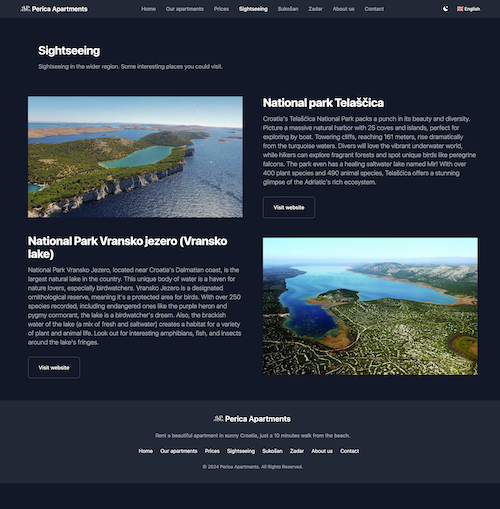 Perica Apartments
Home Our apartments Prices Sightseeing Sukošan Zadar About us Contact
English
Sightseeing
Sightseeing in the wider region. Some interesting places you could visit.
National park Telaščica
Croatia's Telaščica National Park packs a punch in its beauty and diversity.
Picture a massive natural harbor with 25 coves and islands, perfect for
exploring by boat. Towering cliffs, reaching 161 meters, rise dramatically
from the turquoise waters. Divers will love the vibrant underwater world,
while hikers can explore fragrant forests and spot unique birds like peregrine
falcons. The park even has a healing saltwater lake named Mir! With over
400 plant species and 490 animal species, Telaščica offers a stunning
glimpse of the Adriatic's rich ecosystem.
Visit website
National Park Vransko jezero (Vransko
lake)
National Park Vransko Jezero, located near Croatia's Dalmatian coast, is the
largest natural lake in the country. This unique body of water is a haven for
nature lovers, especially birdwatchers. Vransko Jezero is a designated
ornithological reserve, meaning it's a protected area for birds. With over 250
species recorded, including endangered ones like the purple heron and
pygmy cormorant, the lake is a birdwatcher's dream. Also, the brackish
water of the lake (a mix of fresh and saltwater) creates a habitat for a variety
of plant and animal life. Look out for interesting amphibians, fish, and insects
around the lake's fringes.
Visit website
Perica Apartments
Rent a beautiful apartment in sunny Croatia, just a 10 minutes walk from the beach.
Home Our apartments Prices Sightseeing Sukošan Zadar About us Contact
© 2024 Perica Apartments. All Rights Reserved.